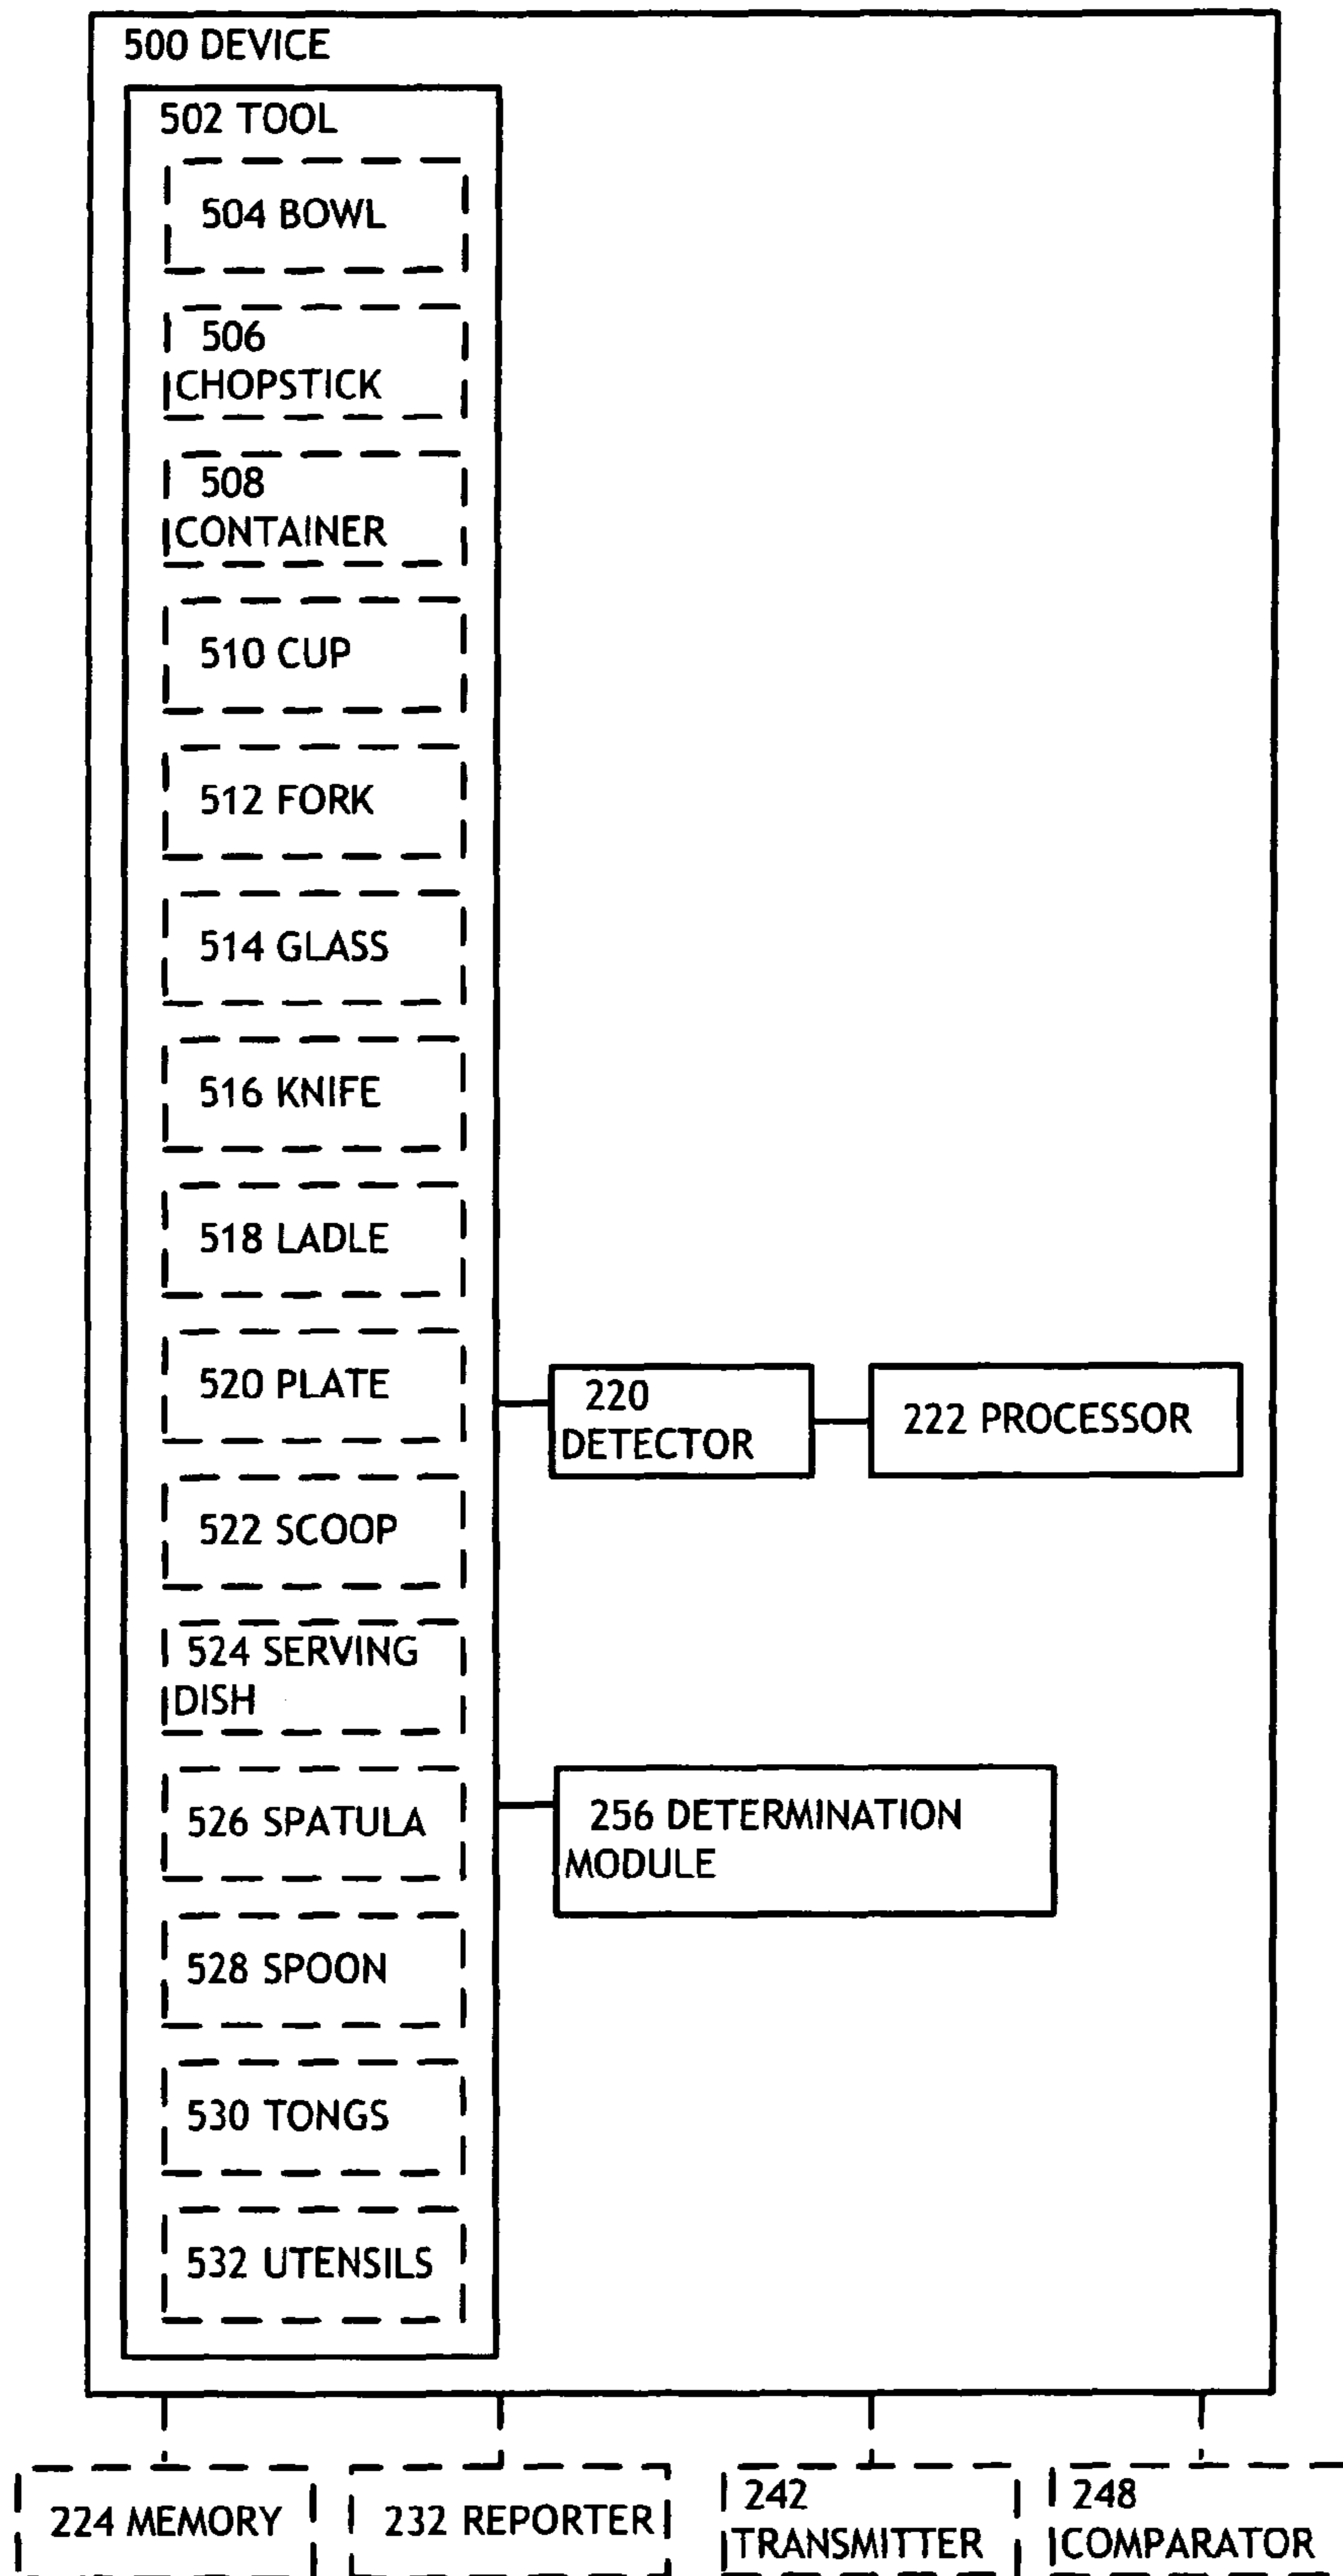 500 DEVICE
502 TOOL
504 BOWL
506
CHOPSTICK
508
CONTAINER
510 CUP
512 FORK
514 GLASS
516 KNIFE
518 LADLE
520 PLATE
522 SCOOP
524 SERVING
DISH
526 SPATULA
528 SPOON
530 TONGS
532 UTENSILS
220
DETECTOR
222 PROCESSOR
256 DETERMINATION
MODULE
224 MEMORY
232 REPORTER
242
TRANSMITTER
248
COMPARATOR